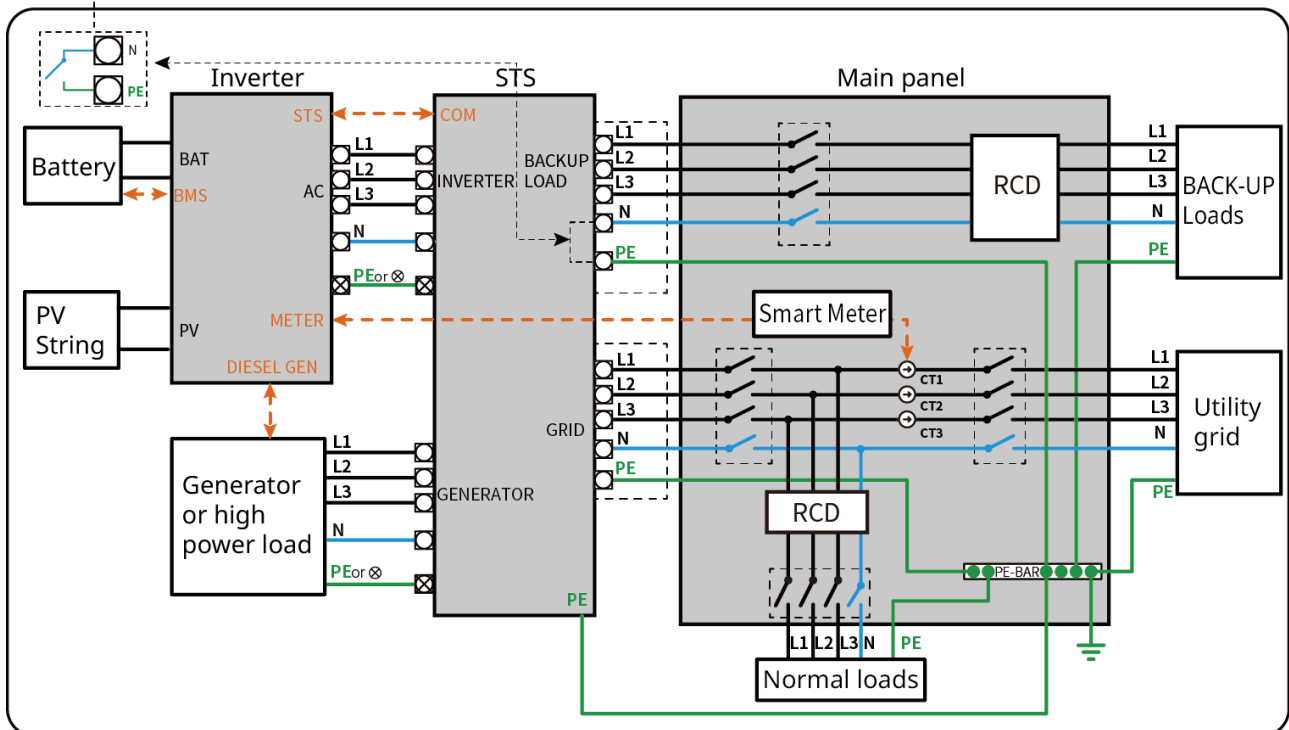 N
PE
Inverter
STS
Main panel
STS
COM
Battery
BAT
BMS
AC
L1
L2
L3
N
PEor ⊗
INVERTER
BACKUP
LOAD
L1
L2
L3
N
PE
RCD
L1
L2
L3
N
PE
BACK-UP
Loads
PV
String
PV
METER
DIESEL GEN
Smart Meter
L1
L2
L3
N
PE
GRID
CT1
CT2
CT3
L1
L2
L3
N
PE
Utility
grid
Generator
or high
power load
L1
L2
L3
N
PEor ⊗
GENERATOR
PE
RCD
PE-BAR
L1
L2
L3
N
PE
Normal loads